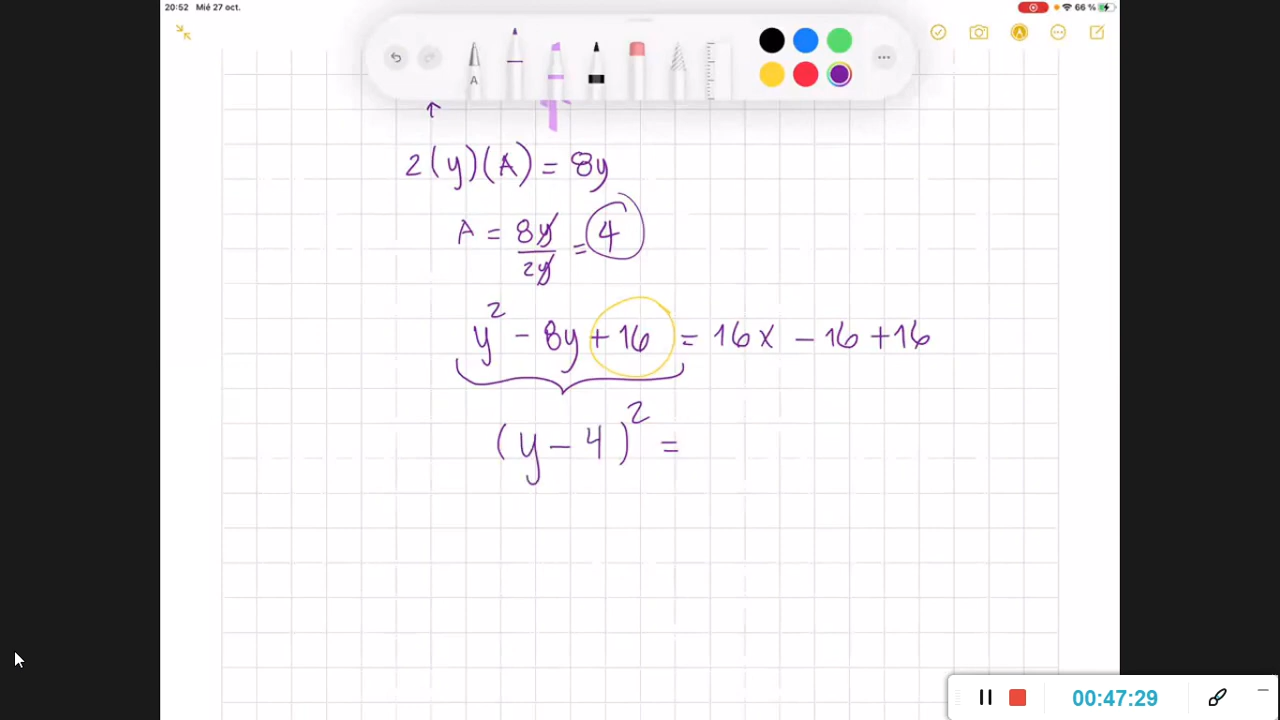 20:52 Mié 27 oct. 66 %
A A
2(y)(A) = 8y
A = 8y/2y = 4
y² - 8y + 16 = 16x - 16 + 16
(y - 4)² =
00:47:29